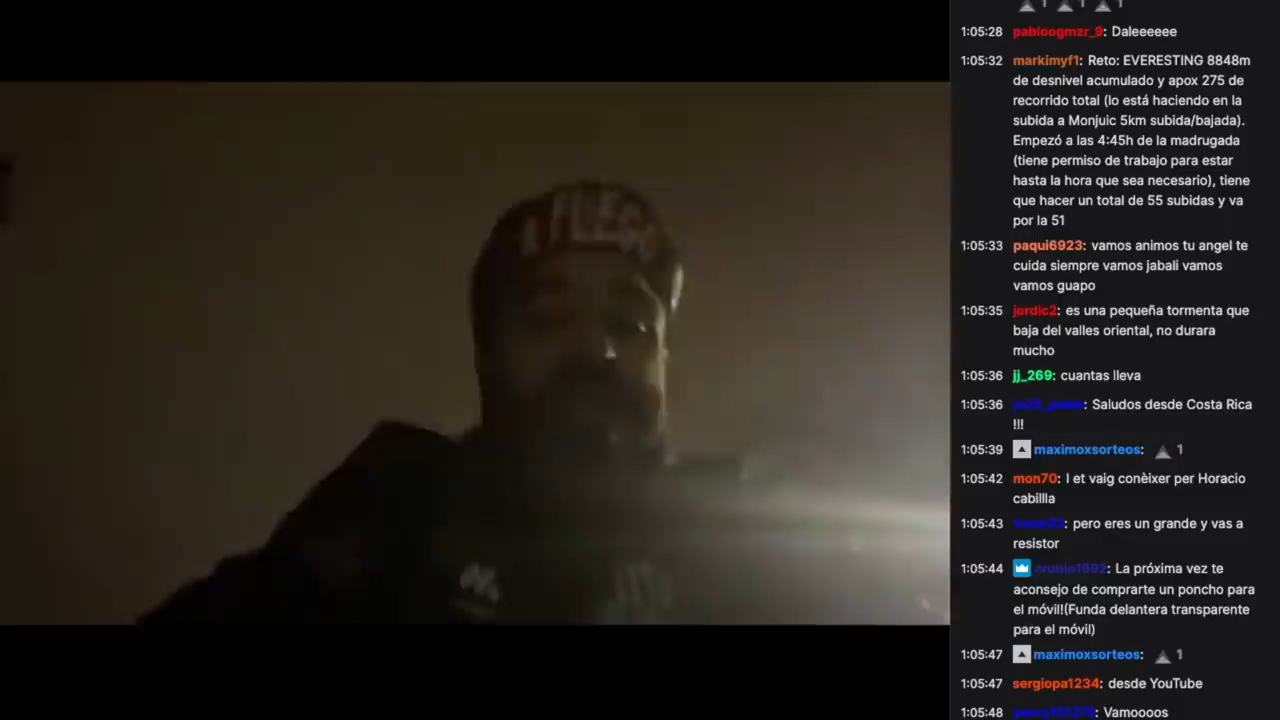 1:05:28 pabloogmzr_9: Daleeeeee
1:05:32 markimyf1: Reto: EVERESTING 8848m
de desnivel acumulado y apox 275 de
recorrido total (lo está haciendo en la
subida a Monjuic 5km subida/bajada).
Empezó a las 4:45h de la madrugada
(tiene permiso de trabajo para estar
hasta la hora que sea necesario), tiene
que hacer un total de 55 subidas y va
por la 51
1:05:33 paqui6923: vamos animos tu angel te
cuida siempre vamos jabali vamos
vamos guapo
1:05:35 jordic2: es una pequeña tormenta que
baja del valles oriental, no durara
mucho
1:05:36 jj_269: cuantas lleva
1:05:36 : Saludos desde Costa Rica
!!!
1:05:39 maximoxsorteos: 1
1:05:42 mon70: I et vaig conèixer per Horacio
cabillla
1:05:43 : pero eres un grande y vas a
resistor
1:05:44 : La próxima vez te
aconsejo de comprarte un poncho para
el móvil!(Funda delantera transparente
para el móvil)
1:05:47 maximoxsorteos: 1
1:05:47 sergiopa1234: desde YouTube
1:05:48 : Vamoooos